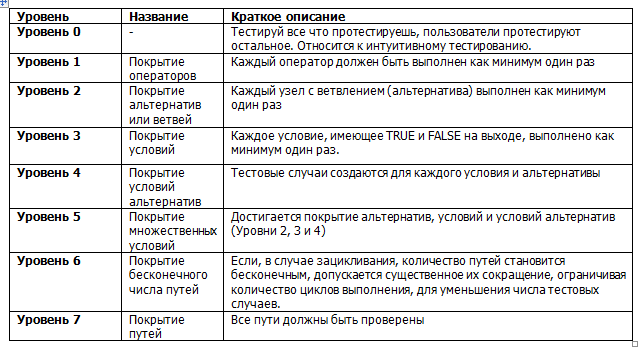 Уровень Название Краткое описание
Уровень 0 - Тестируй все что протестируешь, пользователи протестируют
остальное. Относится к интуитивному тестированию.
Уровень 1 Покрытие Каждый оператор должен быть выполнен как минимум один раз
операторов
Уровень 2 Покрытие Каждый узел с ветвлением (альтернатива) выполнен как минимум
альтернатив один раз
или ветвей
Уровень 3 Покрытие Каждое условие, имеющее TRUE и FALSE на выходе, выполнено как
условий минимум один раз.
Уровень 4 Покрытие Тестовые случаи создаются для каждого условия и альтернативы
условий
альтернатив
Уровень 5 Покрытие Достигается покрытие альтернатив, условий и условий альтернатив
множественных (Уровни 2, 3 и 4)
условий
Уровень 6 Покрытие Если, в случае зацикливания, количество путей становится
бесконечного бесконечным, допускается существенное их сокращение, ограничивая
числа путей количество циклов выполнения, для уменьшения числа тестовых
случаев.
Уровень 7 Покрытие Все пути должны быть проверены
путей